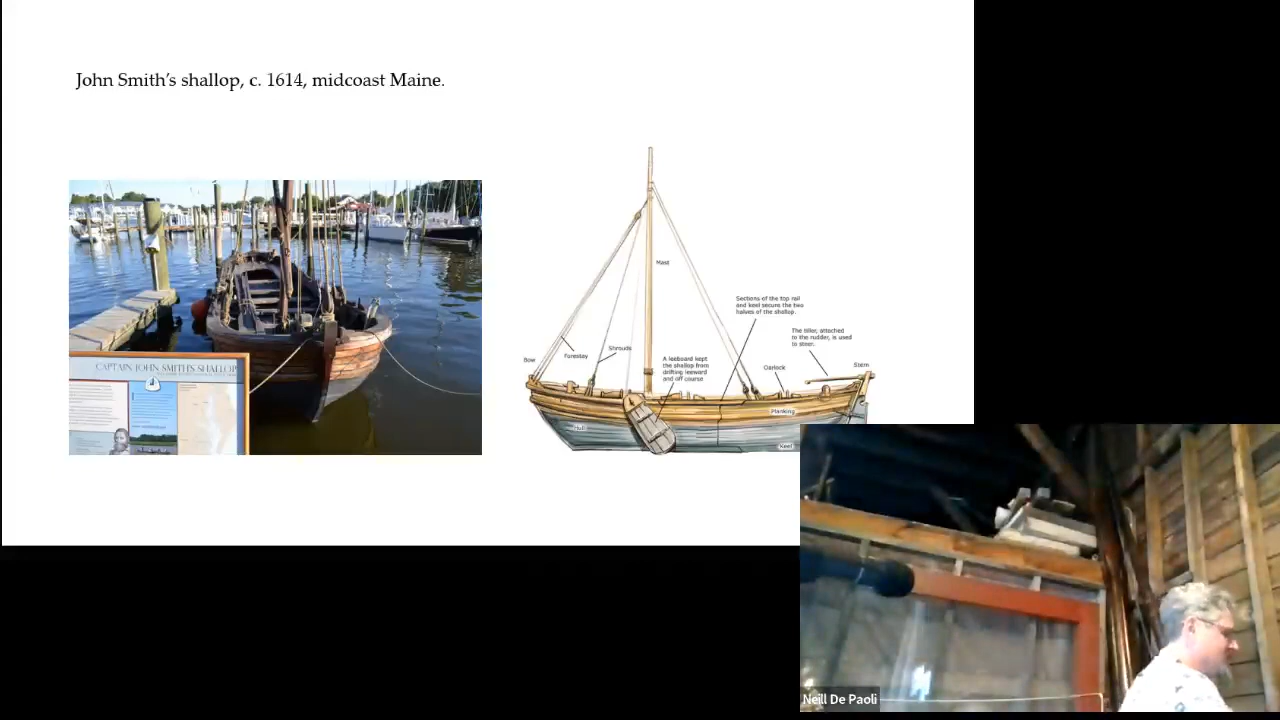 John Smith's shallop, c. 1614, midcoast Maine.
CAPTAIN JOHN SMITH'S SHALLOP
Mast
Sections of the top rail
and keel secure the two
halves of the shallop.
The tiller, attached
to the rudder, is used
to steer.
Bow
Forestay
Shrouds
A leeboard kept
the shallop from
drifting leeward
and off course
Oarlock
Stern
Planking
Hull
Keel
Neill De Paoli